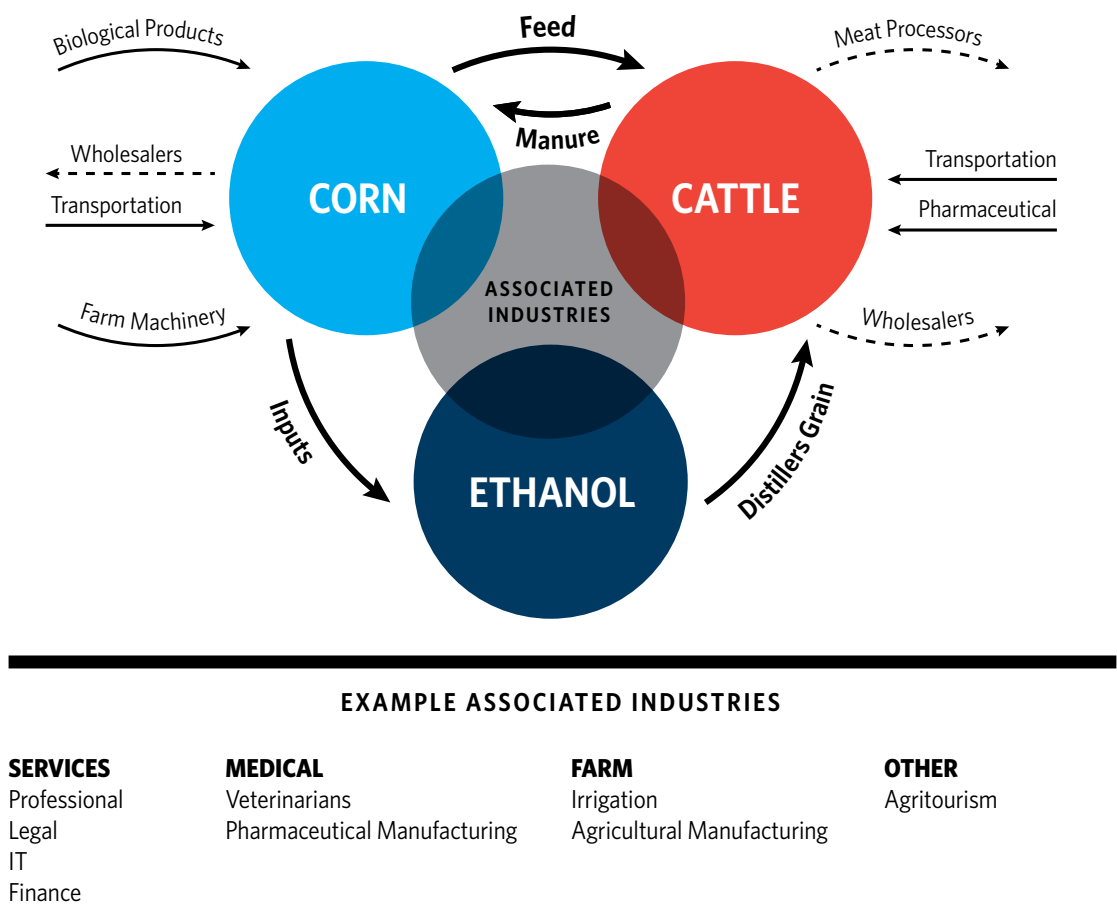 Biological Products
Feed
Meat Processors
Manure
Wholesalers
Transportation
CORN
CATTLE
Transportation
Pharmaceutical
ASSOCIATED
INDUSTRIES
Farm Machinery
Wholesalers
Inputs
Distillers Grain
ETHANOL
EXAMPLE ASSOCIATED INDUSTRIES
SERVICES
Professional
Legal
IT
Finance
MEDICAL
Veterinarians
Pharmaceutical Manufacturing
FARM
Irrigation
Agricultural Manufacturing
OTHER
Agritourism